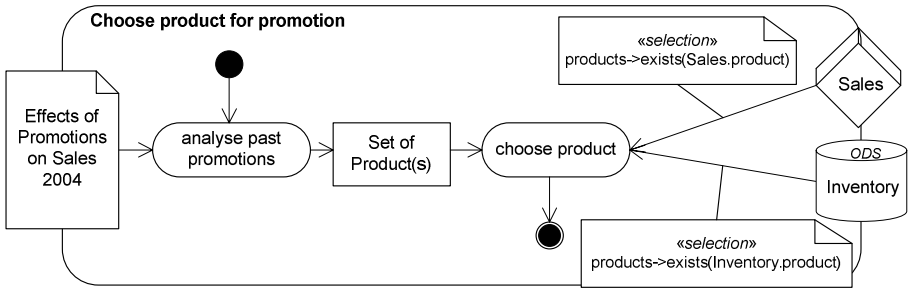 Choose product for promotion
«selection»
products->exists(Sales.product)
Sales
Effects of
Promotions
on Sales
2004
analyse past
promotions
Set of
Product(s)
choose product
ODS
Inventory
«selection»
products->exists(Inventory.product)